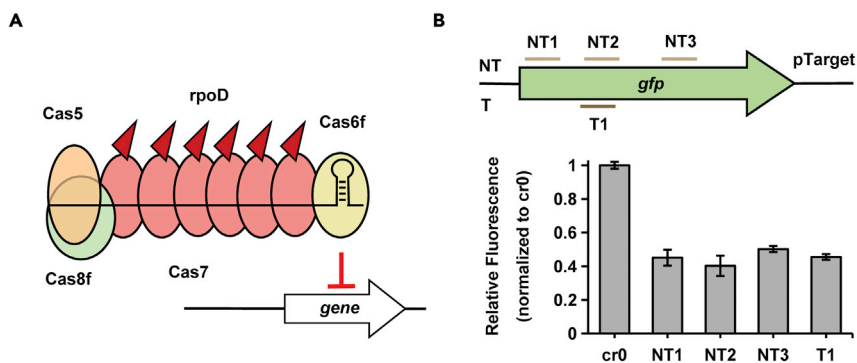 A
rpoD
Cas5
Cas6f
Cas8f
Cas7
gene
B
NT1 NT2 NT3
NT
pTarget
gfp
T
T1
Relative Fluorescence
(normalized to cr0)
1
0.8
0.6
0.4
0.2
0
cr0 NT1 NT2 NT3 T1